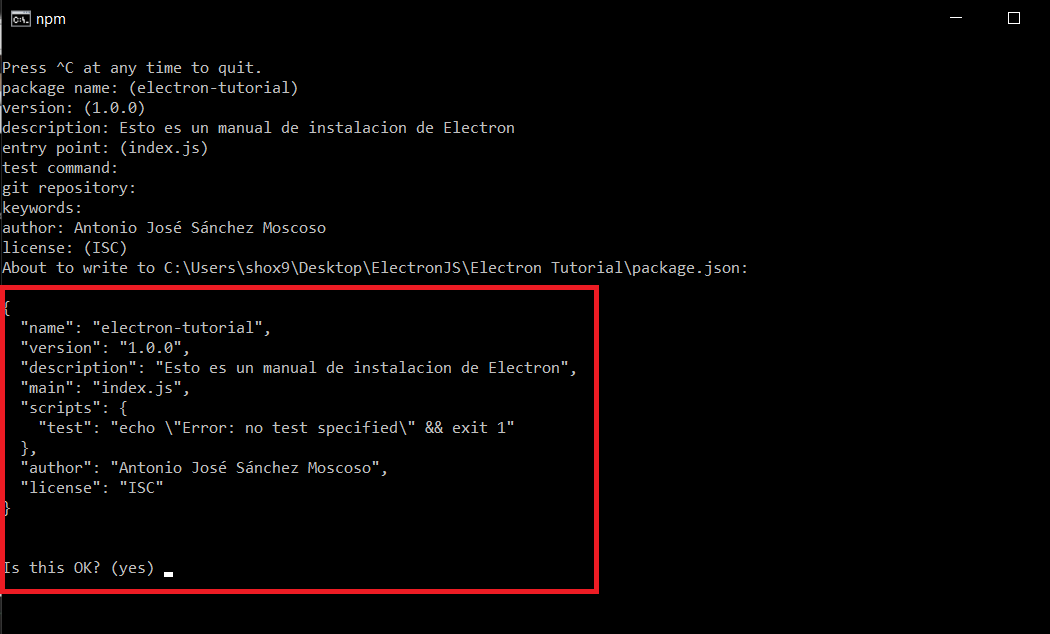 npm
Press ^C at any time to quit.
package name: (electron-tutorial)
version: (1.0.0)
description: Esto es un manual de instalacion de Electron
entry point: (index.js)
test command:
git repository:
keywords:
author: Antonio José Sánchez Moscoso
license: (ISC)
About to write to C:\Users\shox9\Desktop\ElectronJS\Electron Tutorial\package.json:
{
  "name": "electron-tutorial",
  "version": "1.0.0",
  "description": "Esto es un manual de instalacion de Electron",
  "main": "index.js",
  "scripts": {
    "test": "echo \"Error: no test specified\" && exit 1"
  },
  "author": "Antonio José Sánchez Moscoso",
  "license": "ISC"
}
Is this OK? (yes)